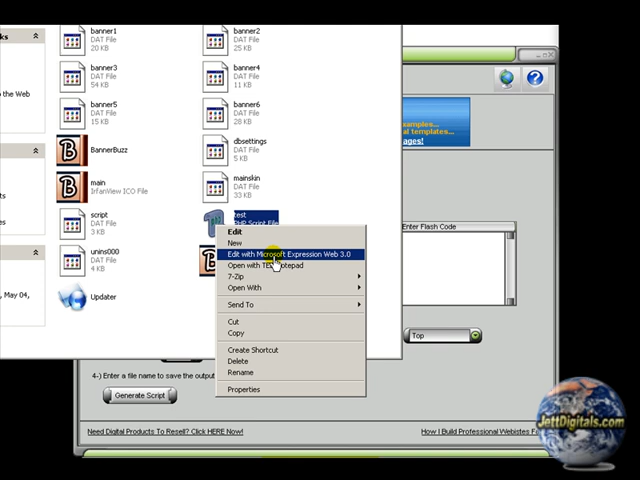 ks
to the Web
ts
s
, May 04,
banner1
DAT File
20 KB
banner2
DAT File
25 KB
banner3
DAT File
54 KB
banner4
DAT File
11 KB
banner5
DAT File
15 KB
banner6
DAT File
28 KB
BannerBuzz
dbsettings
DAT File
5 KB
main
IrfanView ICO File
mainskin
DAT File
33 KB
script
DAT File
3 KB
test
PHP Script File
unins000
DAT File
4 KB
Updater
Edit
New
Edit with Microsoft Expression Web 3.0
Open with TED Notepad
7-Zip
Open With
Send To
Cut
Copy
Create Shortcut
Delete
Rename
Properties
xamples...
al templates...
ages!
Enter Flash Code
Top
4-) Enter a file name to save the output
Generate Script
Need Digital Products To Resell? Click HERE Now!
How I Build Professional Webistes F
JettDigitals.com